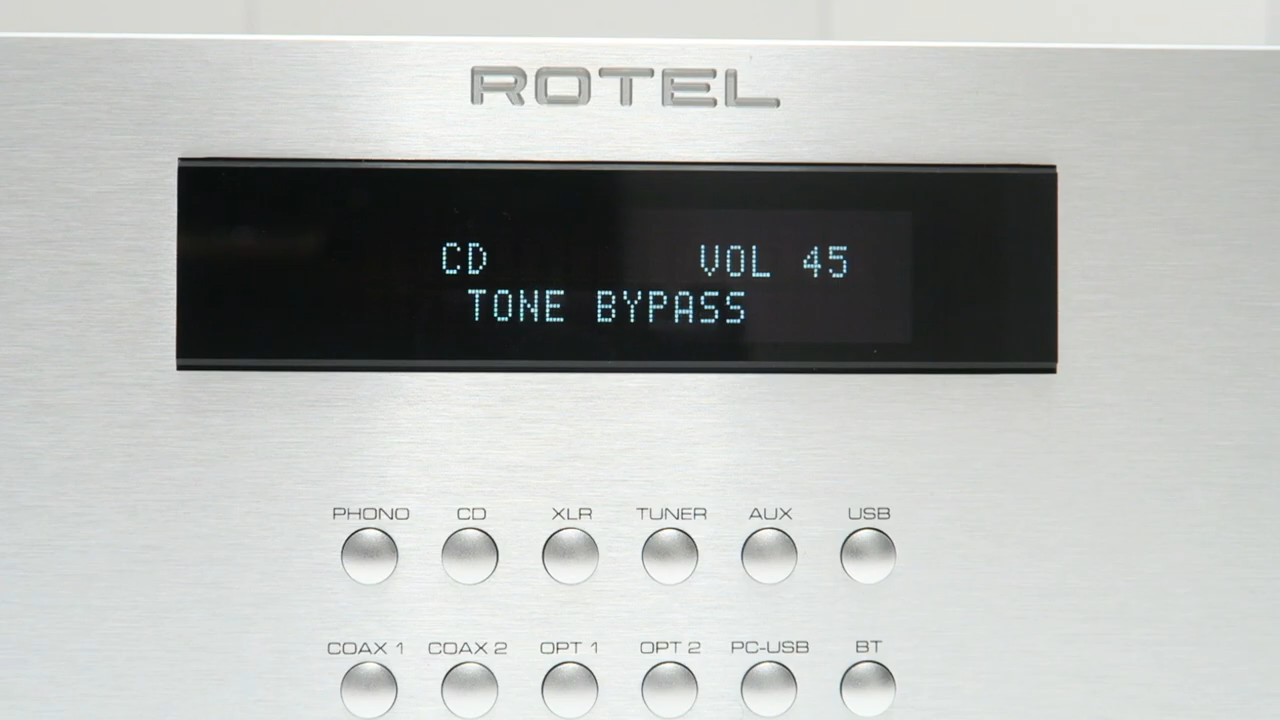 ROTEL
CD VOL 45
TONE BYPASS
PHONO CD XLR TUNER AUX USB
COAX 1 COAX 2 OPT 1 OPT 2 PC-USB BT